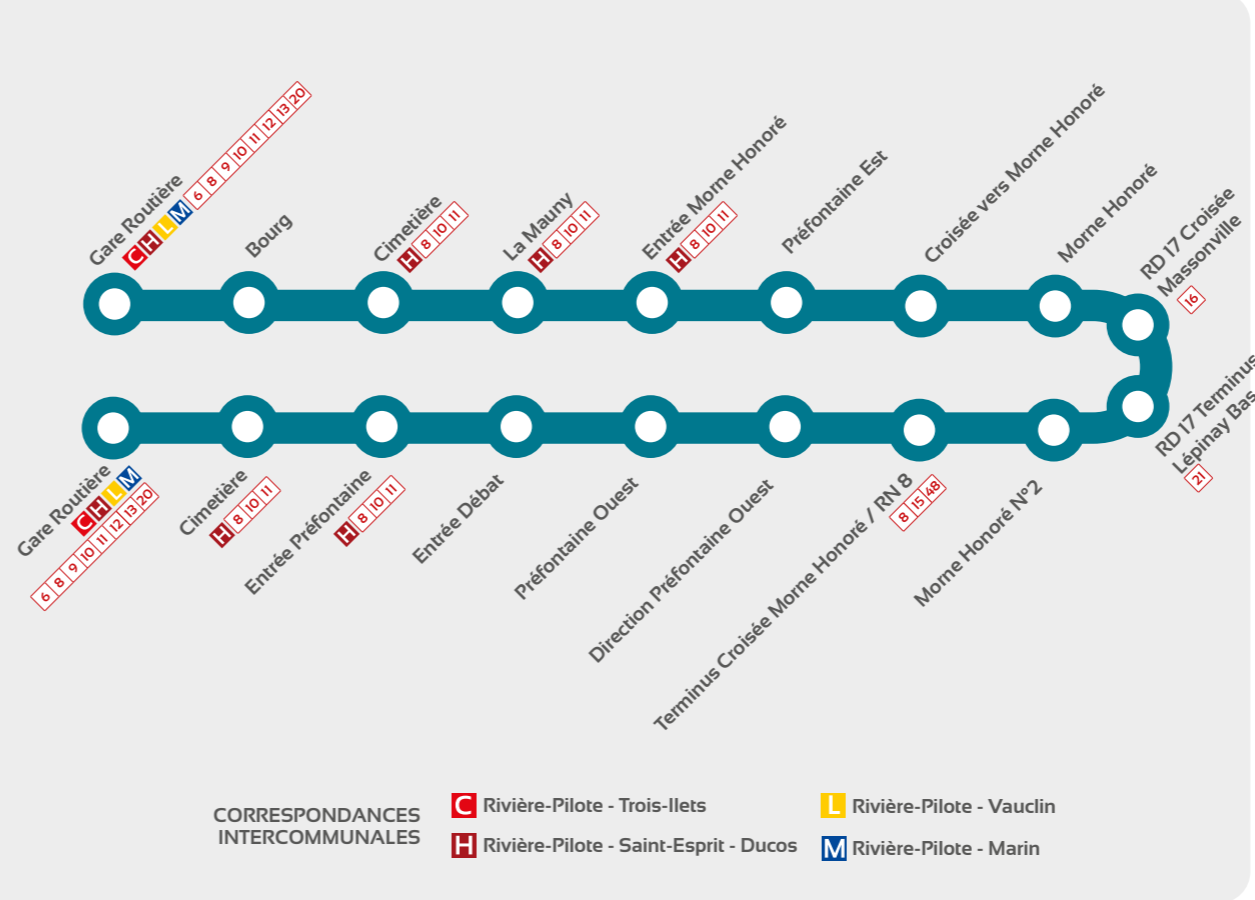 Gare Routière
C H L M 6 8 9 10 11 12 13 20
Bourg
Cimetière
H 8 10 11
La Mauny
H 8 10 11
Entrée Morne Honoré
H 8 10 11
Préfontaine Est
Croisée vers Morne Honoré
Morne Honoré
RD 17 Croisée
Massonville
16
RD 17 Terminus
Lépinay Bas
21
Gare Routière
C H L M
6 8 9 10 11 12 13 20
Cimetière
H 8 10 11
Entrée Préfontaine
H 8 10 11
Entrée Débat
Préfontaine Ouest
Direction Préfontaine Ouest
Terminus Croisée Morne Honoré / RN 8
8 15 48
Morne Honoré N°2
CORRESPONDANCES
INTERCOMMUNALES
C Rivière-Pilote - Trois-Ilets
H Rivière-Pilote - Saint-Esprit - Ducos
L Rivière-Pilote - Vauclin
M Rivière-Pilote - Marin